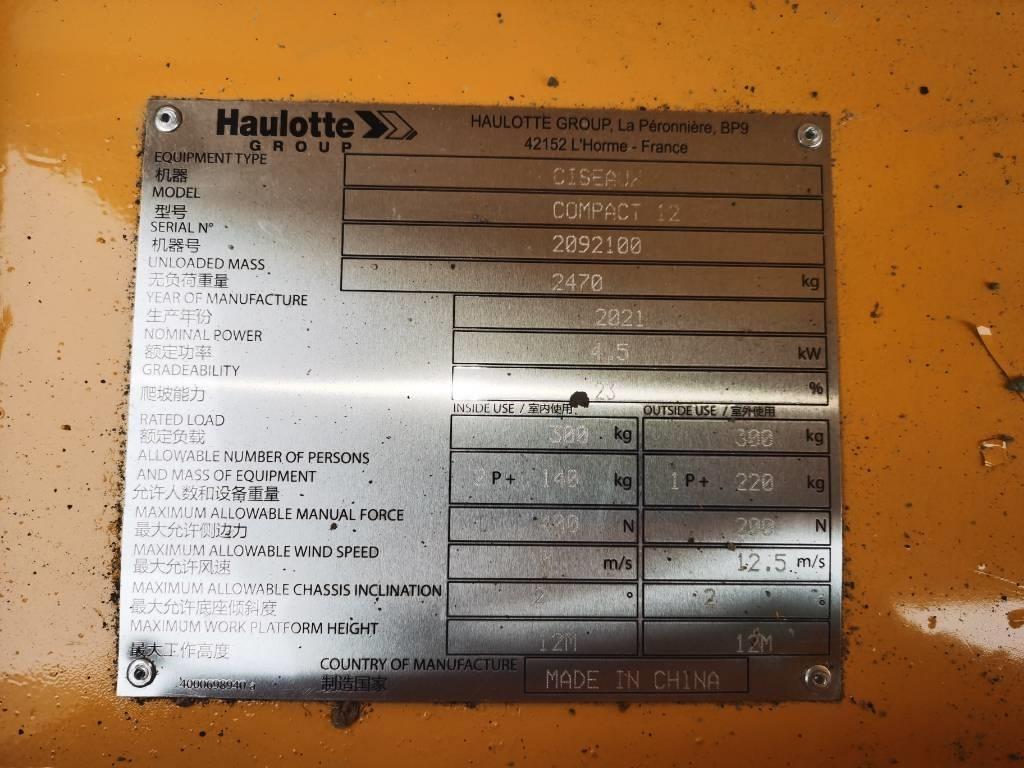 Haulotte
GROUP
HAULOTTE GROUP, La Péronnière, BP9
42152 L'Horme - France
EQUIPMENT TYPE
机器
CISEAUX
MODEL
型号
COMPACT 12
SERIAL N°
机器号
2092100
UNLOADED MASS
无负荷重量
2470 kg
YEAR OF MANUFACTURE
生产年份
2021
NOMINAL POWER
额定功率
4.5 kW
GRADEABILITY
爬坡能力
23 %
INSIDE USE / 室内使用 OUTSIDE USE / 室外使用
RATED LOAD
额定负载
300 kg 300 kg
ALLOWABLE NUMBER OF PERSONS
AND MASS OF EQUIPMENT
允许人数和设备重量
2 P + 140 kg 1 P + 220 kg
MAXIMUM ALLOWABLE MANUAL FORCE
最大允许侧边力
N 200 N
MAXIMUM ALLOWABLE WIND SPEED
最大允许风速
0 m/s 12.5 m/s
MAXIMUM ALLOWABLE CHASSIS INCLINATION
最大允许底座倾斜度
2 ° 2 °
MAXIMUM WORK PLATFORM HEIGHT
最大工作高度
12M 12M
COUNTRY OF MANUFACTURE
制造国家
MADE IN CHINA
4000698940 a